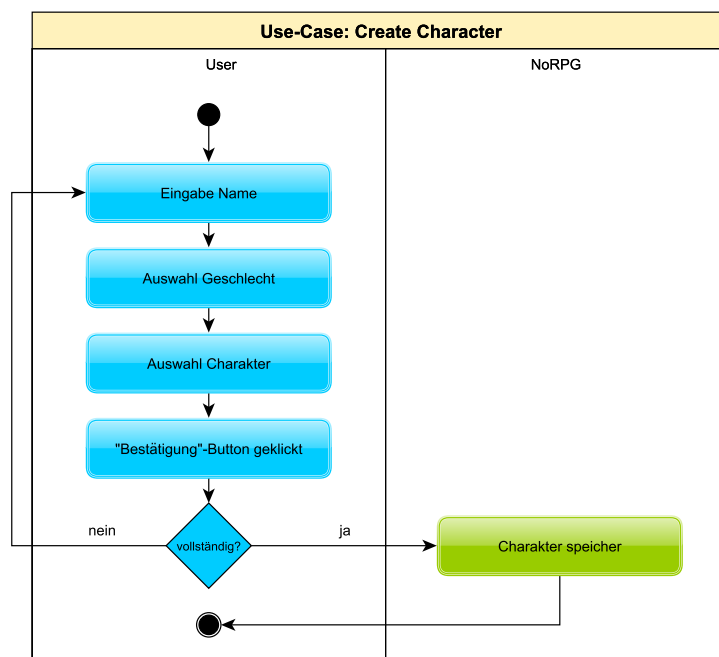 Use-Case: Create Character
User
NoRPG
Eingabe Name
Auswahl Geschlecht
Auswahl Charakter
"Bestätigung"-Button geklickt
nein
vollständig?
ja
Charakter speicher